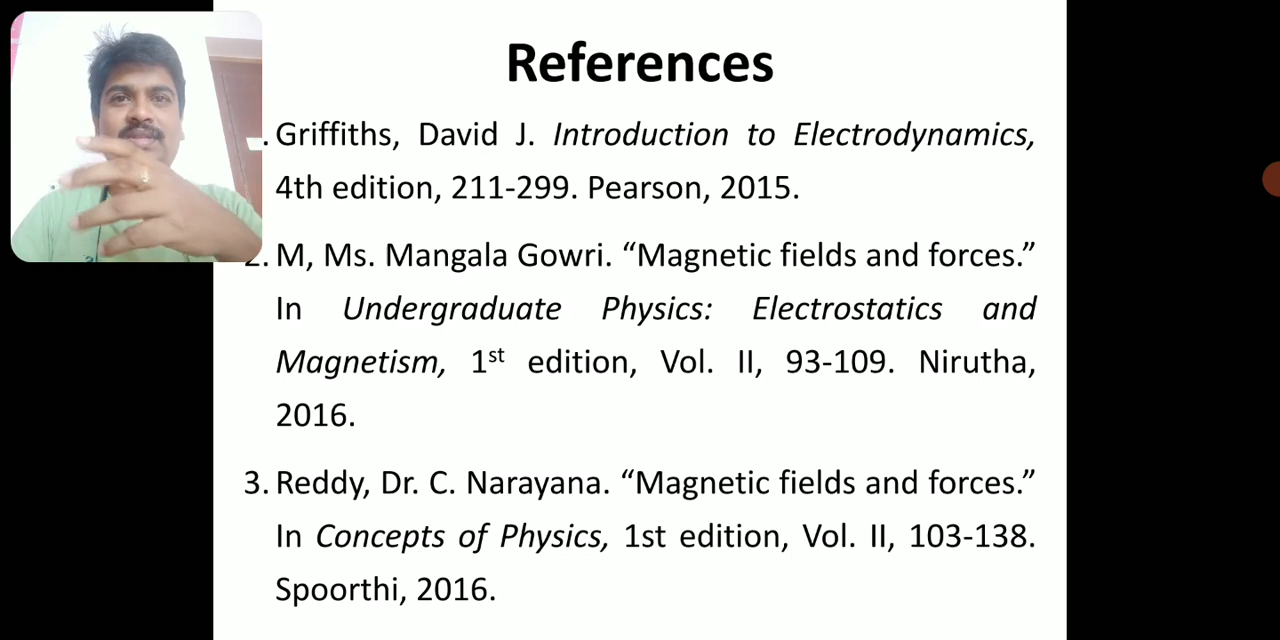 References
. Griffiths, David J. Introduction to Electrodynamics,
4th edition, 211-299. Pearson, 2015.
2. M, Ms. Mangala Gowri. “Magnetic fields and forces.”
In Undergraduate Physics: Electrostatics and
Magnetism, 1st edition, Vol. II, 93-109. Nirutha,
2016.
3. Reddy, Dr. C. Narayana. “Magnetic fields and forces.”
In Concepts of Physics, 1st edition, Vol. II, 103-138.
Spoorthi, 2016.